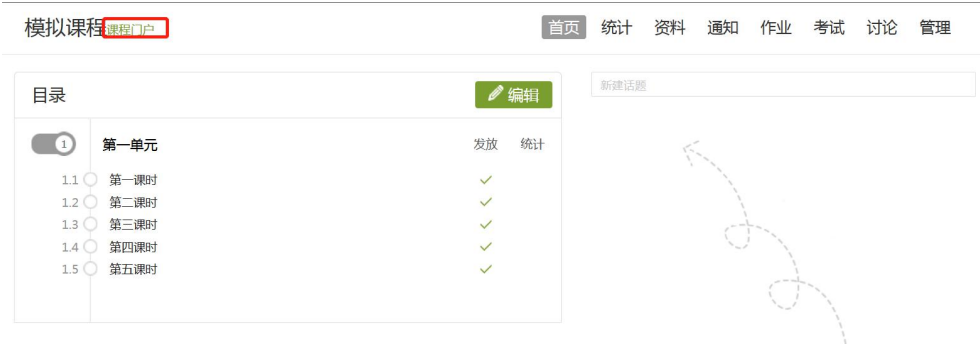 模拟课程 课程门户 首页 统计 资料 通知 作业 考试 讨论 管理
目录 编辑
新建话题
1 第一单元 发放 统计
1.1 第一课时
1.2 第二课时
1.3 第三课时
1.4 第四课时
1.5 第五课时